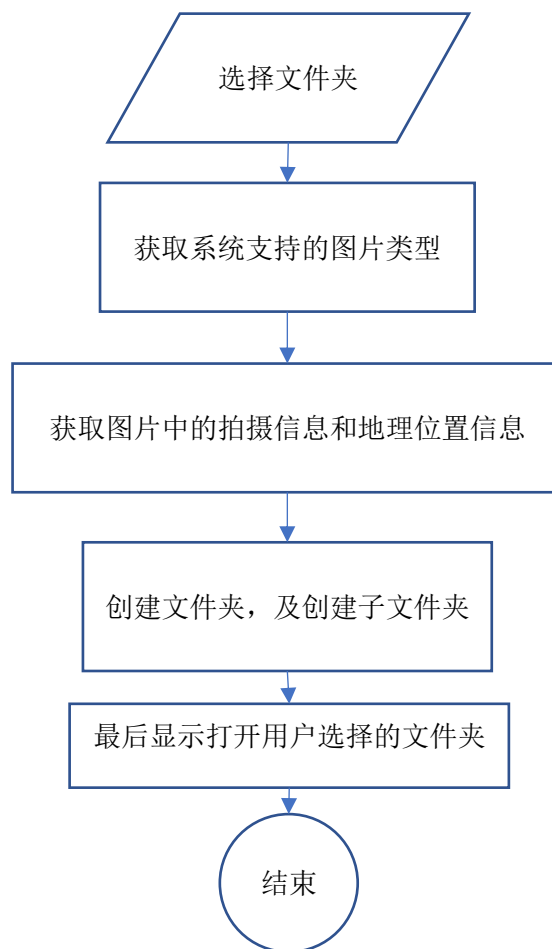 选择文件夹
获取系统支持的图片类型
获取图片中的拍摄信息和地理位置信息
创建文件夹，及创建子文件夹
最后显示打开用户选择的文件夹
结束